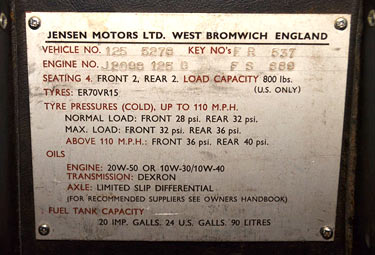 JENSEN MOTORS LTD. WEST BROMWICH ENGLAND
VEHICLE NO. 125 5278 KEY NO'S F R 537
ENGINE NO. J2898 125 G F S 889
SEATING 4. FRONT 2, REAR 2. LOAD CAPACITY 800 lbs.
TYRES: ER70VR15 (U.S. ONLY)
TYRE PRESSURES (COLD), UP TO 110 M.P.H.
NORMAL LOAD: FRONT 28 psi. REAR 32 psi.
MAX. LOAD: FRONT 32 psi. REAR 36 psi.
ABOVE 110 M.P.H.: FRONT 36 psi. REAR 40 psi.
OILS
ENGINE: 20W-50 OR 10W-30/10W-40
TRANSMISSION: DEXRON
AXLE: LIMITED SLIP DIFFERENTIAL
(FOR RECOMMENDED SUPPLIERS SEE OWNERS HANDBOOK)
FUEL TANK CAPACITY
20 IMP. GALLS. 24 U.S. GALLS. 90 LITRES